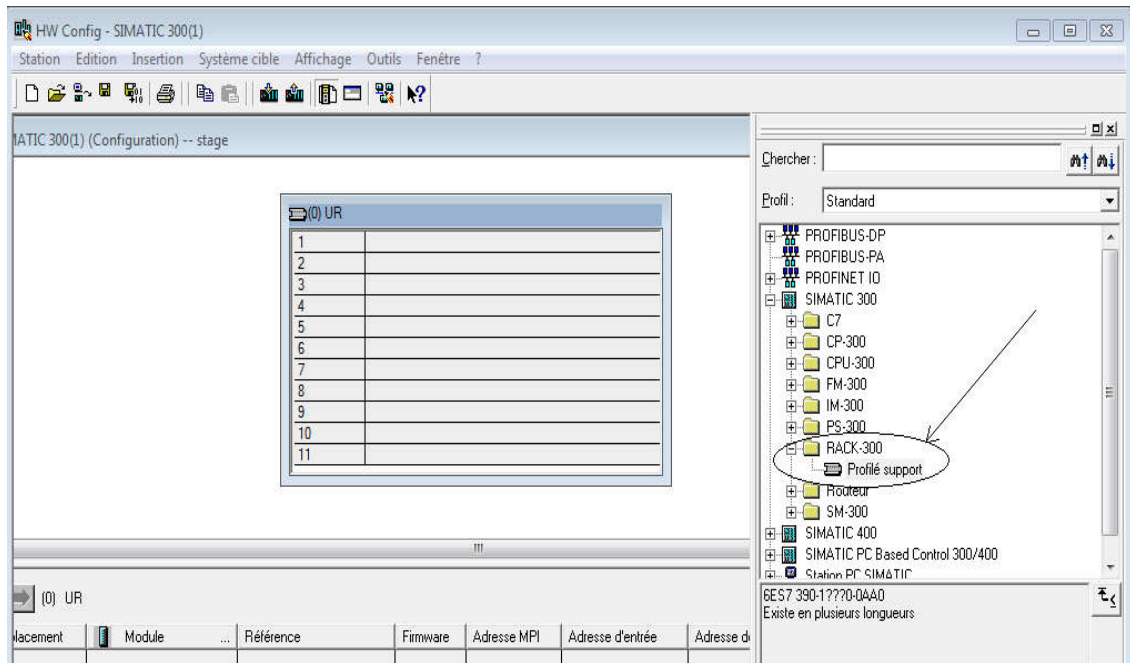 HW Config - SIMATIC 300(1)
Station Edition Insertion Système cible Affichage Outils Fenêtre ?
MATIC 300(1) (Configuration) -- stage
(0) UR
1
2
3
4
5
6
7
8
9
10
11
(0) UR
lacement Module ... Référence Firmware Adresse MPI Adresse d'entrée Adresse d
Chercher :
Profil : Standard
PROFIBUS-DP
PROFIBUS-PA
PROFINET IO
SIMATIC 300
C7
CP-300
CPU-300
FM-300
IM-300
PS-300
RACK-300
Profilé support
Routeur
SM-300
SIMATIC 400
SIMATIC PC Based Control 300/400
Station PC SIMATIC
6ES7 390-1???0-0AA0
Existe en plusieurs longueurs